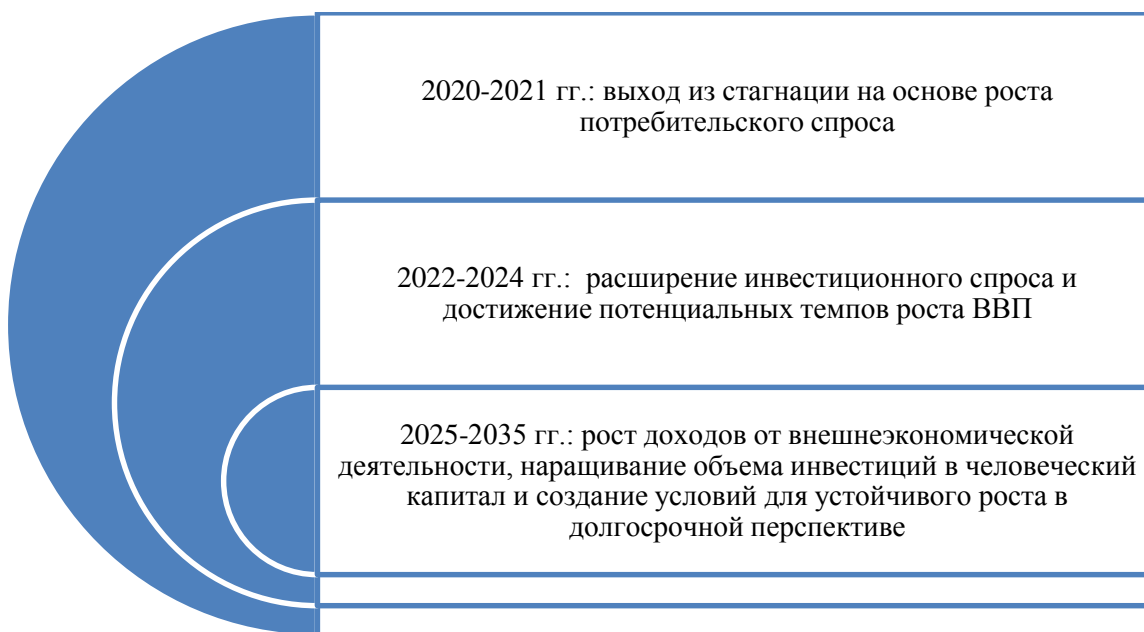 2020-2021 гг.: выход из стагнации на основе роста
потребительского спроса
2022-2024 гг.:  расширение инвестиционного спроса и
достижение потенциальных темпов роста ВВП
2025-2035 гг.: рост доходов от внешнеэкономической
деятельности, наращивание объема инвестиций в человеческий
капитал и создание условий для устойчивого роста в
долгосрочной перспективе